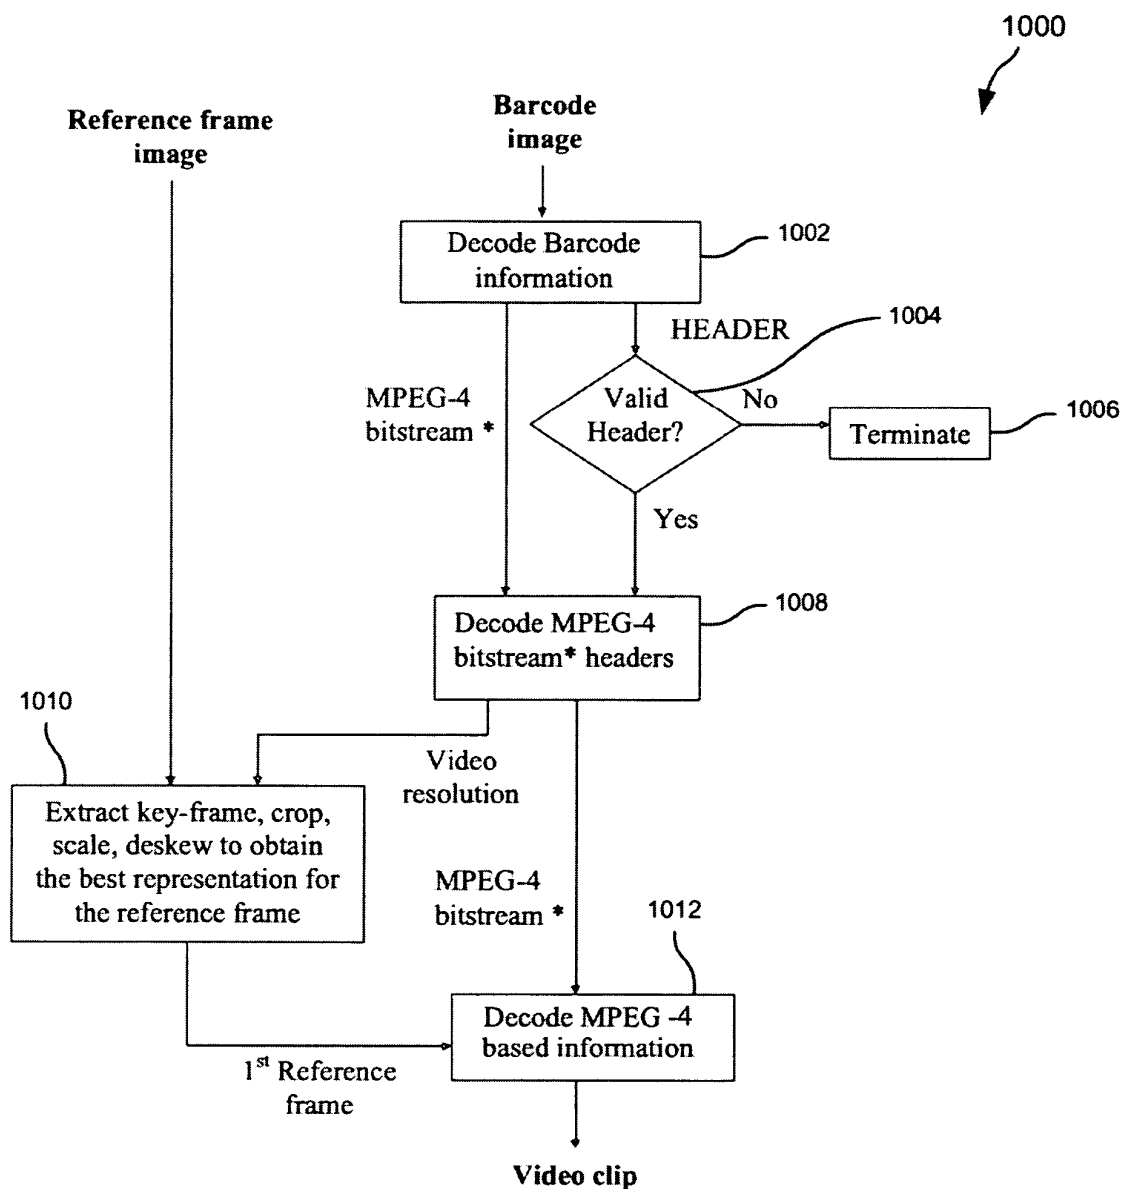 1000
Reference frame
image
Barcode
image
Decode Barcode
information
1002
HEADER
1004
MPEG-4
bitstream *
Valid
Header?
No
Terminate
1006
Yes
Decode MPEG-4
bitstream* headers
1008
1010
Video
resolution
Extract key-frame, crop,
scale, deskew to obtain
the best representation for
the reference frame
MPEG-4
bitstream *
1012
Decode MPEG -4
based information
1st Reference
frame
Video clip